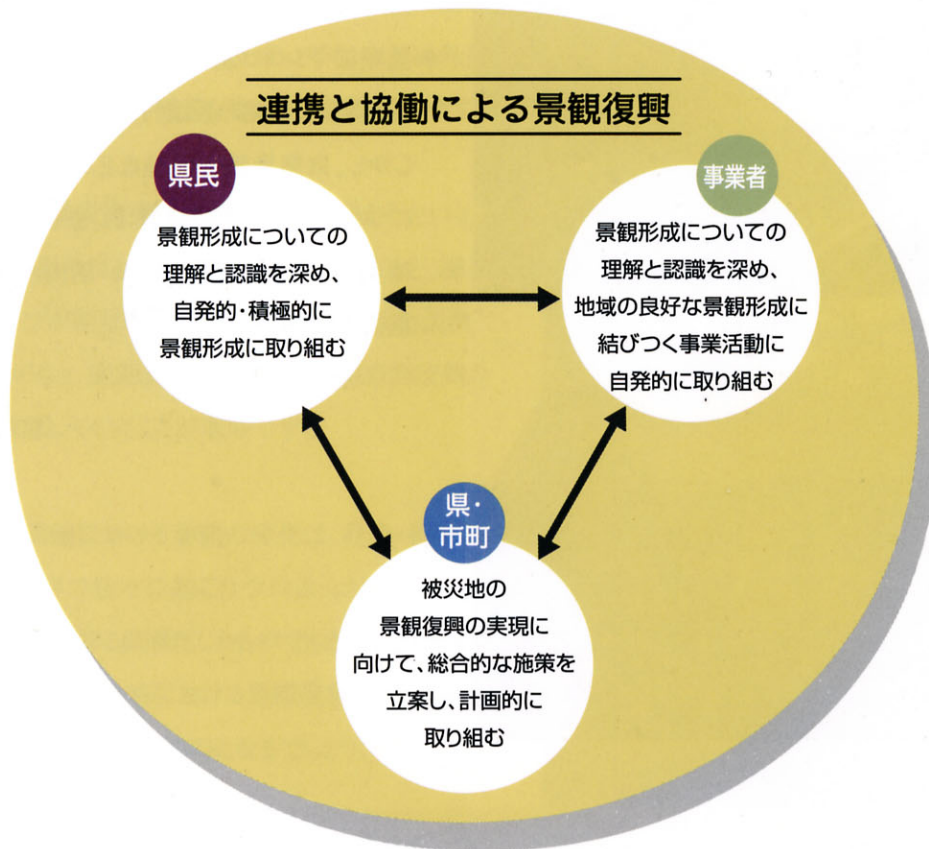 連携と協働による景観復興
県民
景観形成についての
理解と認識を深め、
自発的・積極的に
景観形成に取り組む
事業者
景観形成についての
理解と認識を深め、
地域の良好な景観形成に
結びつく事業活動に
自発的に取り組む
県・
市町
被災地の
景観復興の実現に
向けて、総合的な施策を
立案し、計画的に
取り組む